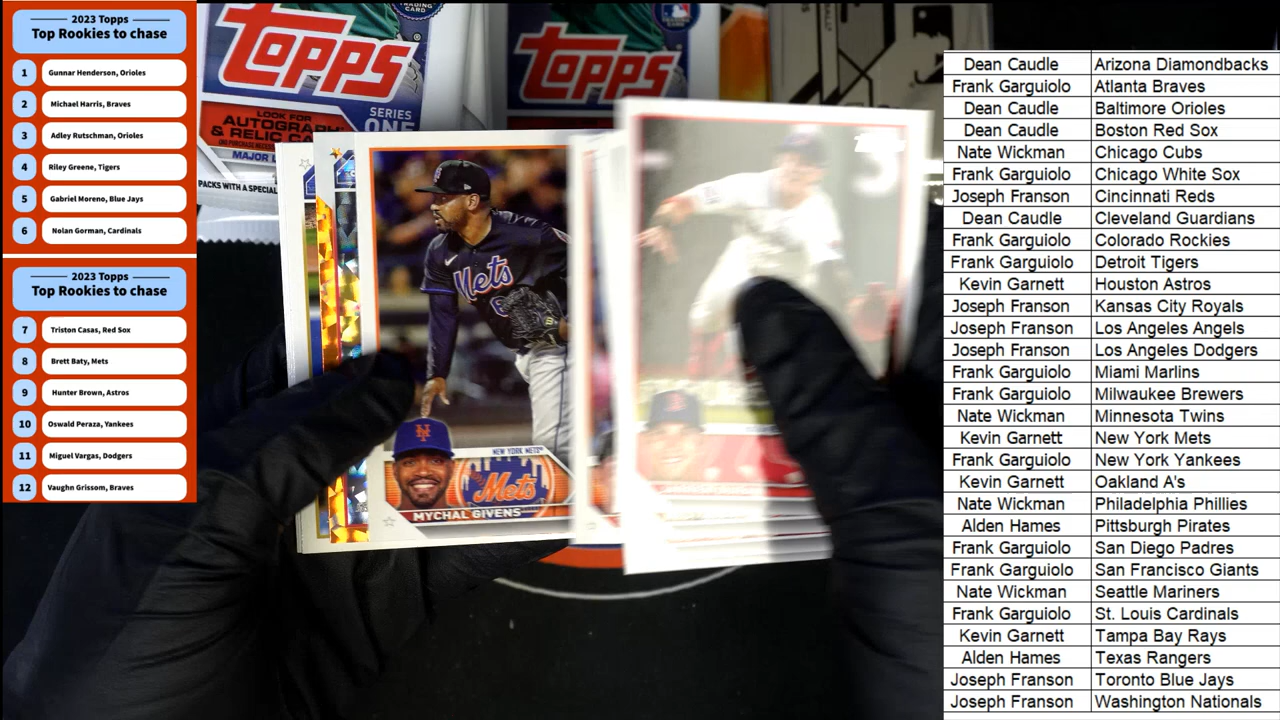 2023 Topps
Top Rookies to chase
1 Gunnar Henderson, Orioles
2 Michael Harris, Braves
3 Adley Rutschman, Orioles
4 Riley Greene, Tigers
5 Gabriel Moreno, Blue Jays
6 Nolan Gorman, Cardinals
2023 Topps
Top Rookies to chase
7 Triston Casas, Red Sox
8 Brett Baty, Mets
9 Hunter Brown, Astros
10 Oswald Peraza, Yankees
11 Miguel Vargas, Dodgers
12 Vaughn Grissom, Braves
TRADING CARD
Topps
SERIES
ONE
LOOK FOR
AUTOGRAPH
& RELIC
MAJOR
PACKS WITH A SPECIAL
Topps
Mets
NEW YORK METS
Mets
MYCHAL GIVENS
Dean Caudle Arizona Diamondbacks
Frank Garguiolo Atlanta Braves
Dean Caudle Baltimore Orioles
Dean Caudle Boston Red Sox
Nate Wickman Chicago Cubs
Frank Garguiolo Chicago White Sox
Joseph Franson Cincinnati Reds
Dean Caudle Cleveland Guardians
Frank Garguiolo Colorado Rockies
Frank Garguiolo Detroit Tigers
Kevin Garnett Houston Astros
Joseph Franson Kansas City Royals
Joseph Franson Los Angeles Angels
Joseph Franson Los Angeles Dodgers
Frank Garguiolo Miami Marlins
Frank Garguiolo Milwaukee Brewers
Nate Wickman Minnesota Twins
Kevin Garnett New York Mets
Frank Garguiolo New York Yankees
Kevin Garnett Oakland A's
Nate Wickman Philadelphia Phillies
Alden Hames Pittsburgh Pirates
Frank Garguiolo San Diego Padres
Frank Garguiolo San Francisco Giants
Nate Wickman Seattle Mariners
Frank Garguiolo St. Louis Cardinals
Kevin Garnett Tampa Bay Rays
Alden Hames Texas Rangers
Joseph Franson Toronto Blue Jays
Joseph Franson Washington Nationals